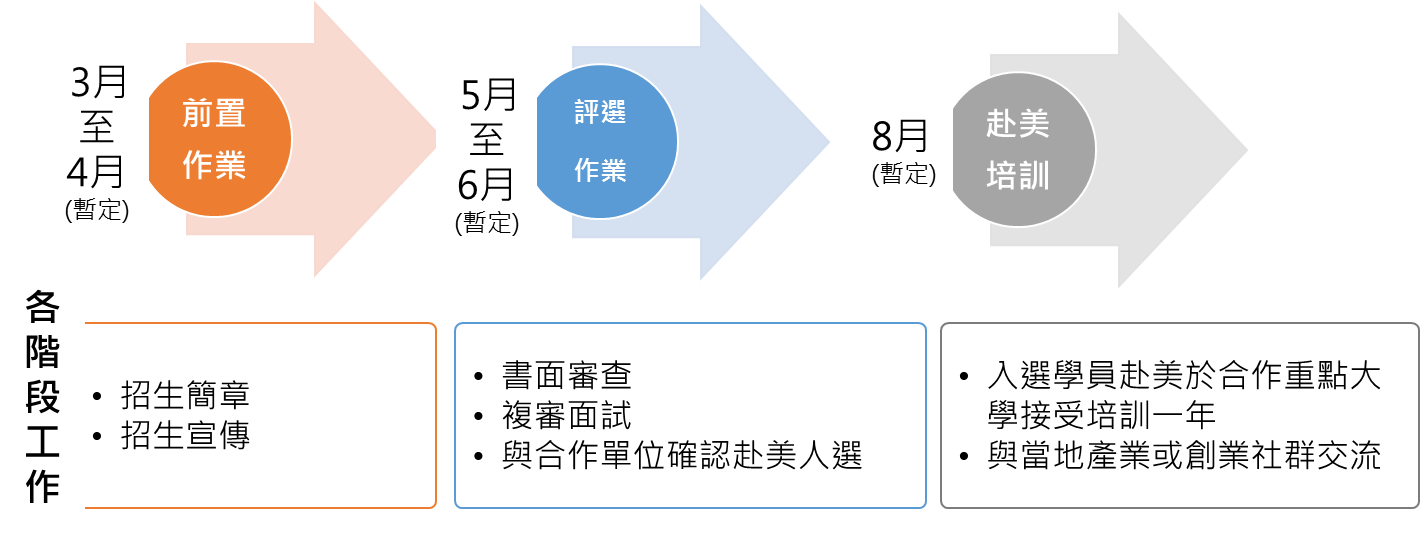 3月
至
4月
(暫定)
前置
作業
5月
至
6月
(暫定)
評選
作業
8月
(暫定)
赴美
培訓
各
階
段
工
作
• 招生簡章
• 招生宣傳
• 書面審查
• 複審面試
• 與合作單位確認赴美人選
• 入選學員赴美於合作重點大
學接受培訓一年
• 與當地產業或創業社群交流